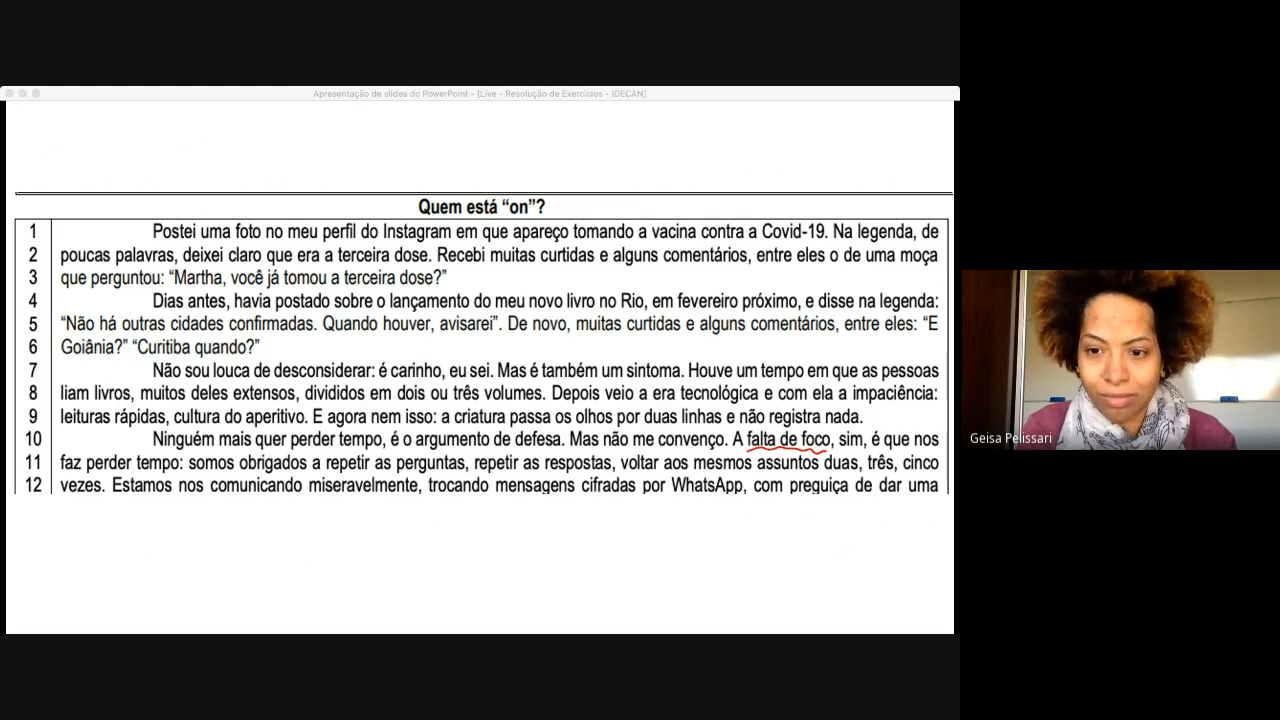 Apresentação de slides do PowerPoint - [Live - Resolução de Exercícios - IDECAN]
Quem está “on”?
1 Postei uma foto no meu perfil do Instagram em que apareço tomando a vacina contra a Covid-19. Na legenda, de
2 poucas palavras, deixei claro que era a terceira dose. Recebi muitas curtidas e alguns comentários, entre eles o de uma moça
3 que perguntou: “Martha, você já tomou a terceira dose?”
4 Dias antes, havia postado sobre o lançamento do meu novo livro no Rio, em fevereiro próximo, e disse na legenda:
5 “Não há outras cidades confirmadas. Quando houver, avisarei”. De novo, muitas curtidas e alguns comentários, entre eles: “E
6 Goiânia?” “Curitiba quando?”
7 Não sou louca de desconsiderar: é carinho, eu sei. Mas é também um sintoma. Houve um tempo em que as pessoas
8 liam livros, muitos deles extensos, divididos em dois ou três volumes. Depois veio a era tecnológica e com ela a impaciência:
9 leituras rápidas, cultura do aperitivo. E agora nem isso: a criatura passa os olhos por duas linhas e não registra nada.
10 Ninguém mais quer perder tempo, é o argumento de defesa. Mas não me convenço. A falta de foco, sim, é que nos
11 faz perder tempo: somos obrigados a repetir as perguntas, repetir as respostas, voltar aos mesmos assuntos duas, três, cinco
12 vezes. Estamos nos comunicando miseravelmente, trocando mensagens cifradas por WhatsApp, com preguiça de dar uma
Geisa Pelissari